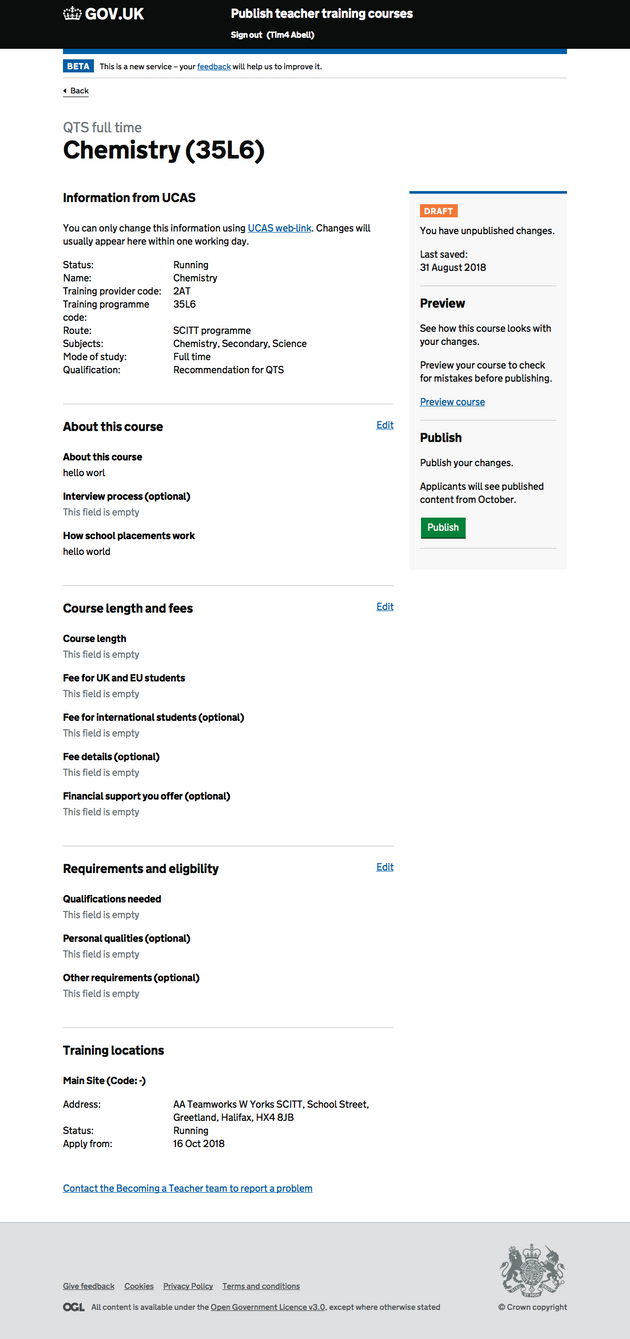 GOV.UK
Publish teacher training courses
Sign out (Tim4 Abell)
BETA This is a new service – your feedback will help us to improve it.
Back
QTS full time
Chemistry (35L6)
Information from UCAS
You can only change this information using UCAS web-link. Changes will
usually appear here within one working day.
Status: Running
Name: Chemistry
Training provider code: 2AT
Training programme 35L6
code:
Route: SCITT programme
Subjects: Chemistry, Secondary, Science
Mode of study: Full time
Qualification: Recommendation for QTS
About this course Edit
About this course
hello worl
Interview process (optional)
This field is empty
How school placements work
hello world
Course length and fees Edit
Course length
This field is empty
Fee for UK and EU students
This field is empty
Fee for international students (optional)
This field is empty
Fee details (optional)
This field is empty
Financial support you offer (optional)
This field is empty
Requirements and eligbility Edit
Qualifications needed
This field is empty
Personal qualities (optional)
This field is empty
Other requirements (optional)
This field is empty
Training locations
Main Site (Code: -)
Address: AA Teamworks W Yorks SCITT, School Street,
Greetland, Halifax, HX4 8JB
Status: Running
Apply from: 16 Oct 2018
Contact the Becoming a Teacher team to report a problem
DRAFT
You have unpublished changes.
Last saved:
31 August 2018
Preview
See how this course looks with
your changes.
Preview your course to check
for mistakes before publishing.
Preview course
Publish
Publish your changes.
Applicants will see published
content from October.
Publish
Give feedback Cookies Privacy Policy Terms and conditions
OGL All content is available under the Open Government Licence v3.0, except where otherwise stated
© Crown copyright